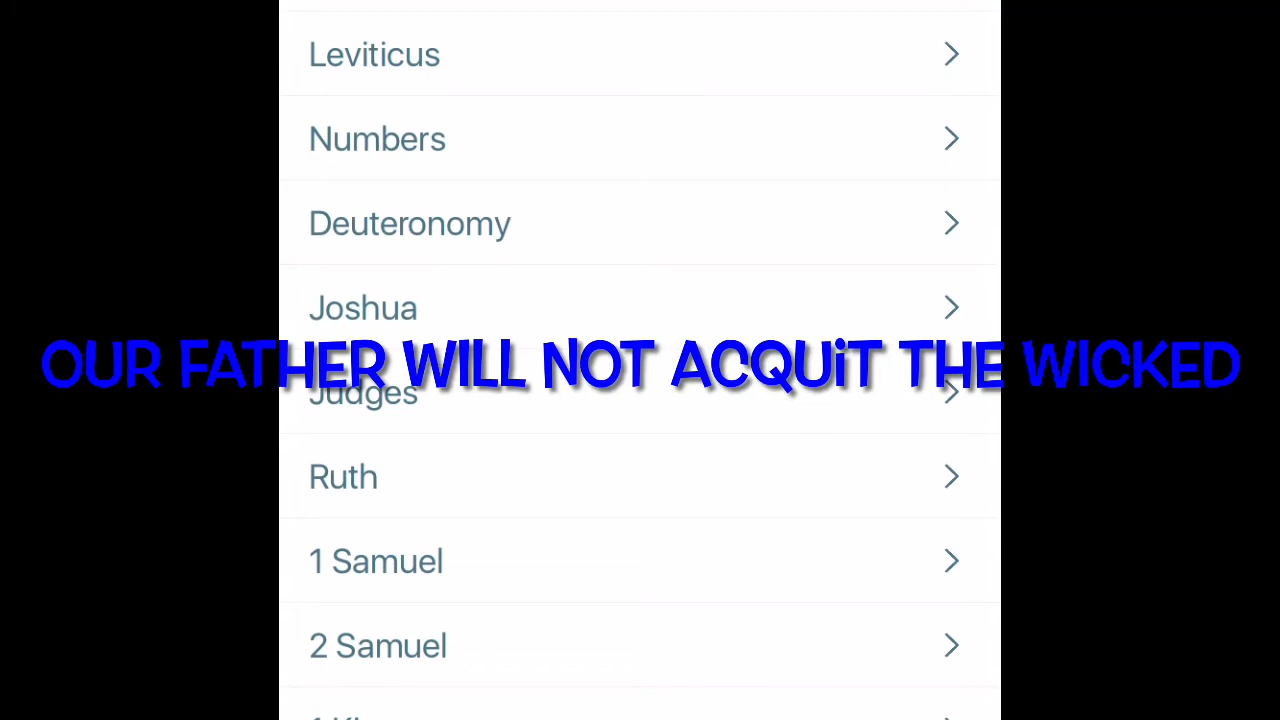 Leviticus
Numbers
Deuteronomy
Joshua
OUR FATHER WILL NOT ACQUiT THE WICKED
Judges
Ruth
1 Samuel
2 Samuel